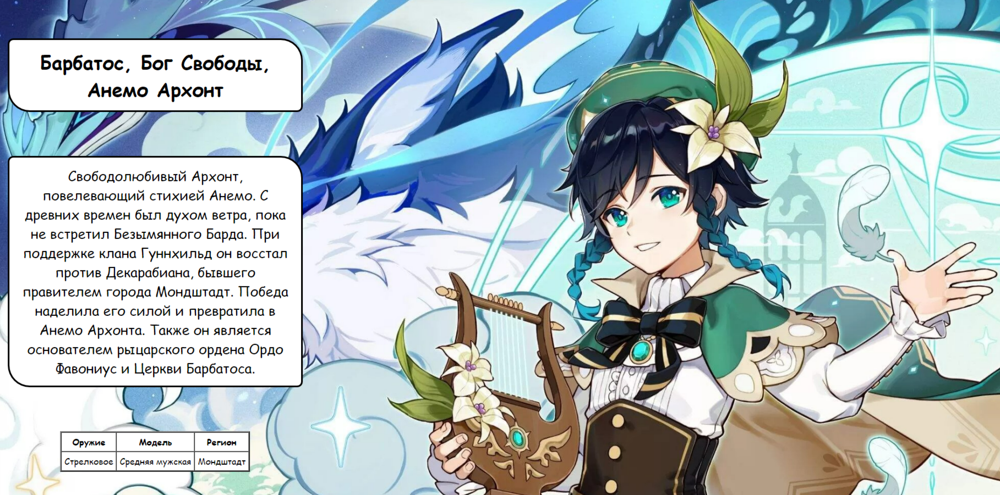 Барбатос, Бог Свободы,
Анемо Архонт
Свободолюбивый Архонт,
повелевающий стихией Анемо. С
древних времен был духом ветра, пока
не встретил Безымянного Барда. При
поддержке клана Гуннхильд он восстал
против Декарабиана, бывшего
правителем города Мондштадт. Победа
наделила его силой и превратила в
Анемо Архонта. Также он является
основателем рыцарского ордена Ордо
Фавониус и Церкви Барбатоса.
Оружие Модель Регион
Стрелковое Средняя мужская Мондштадт